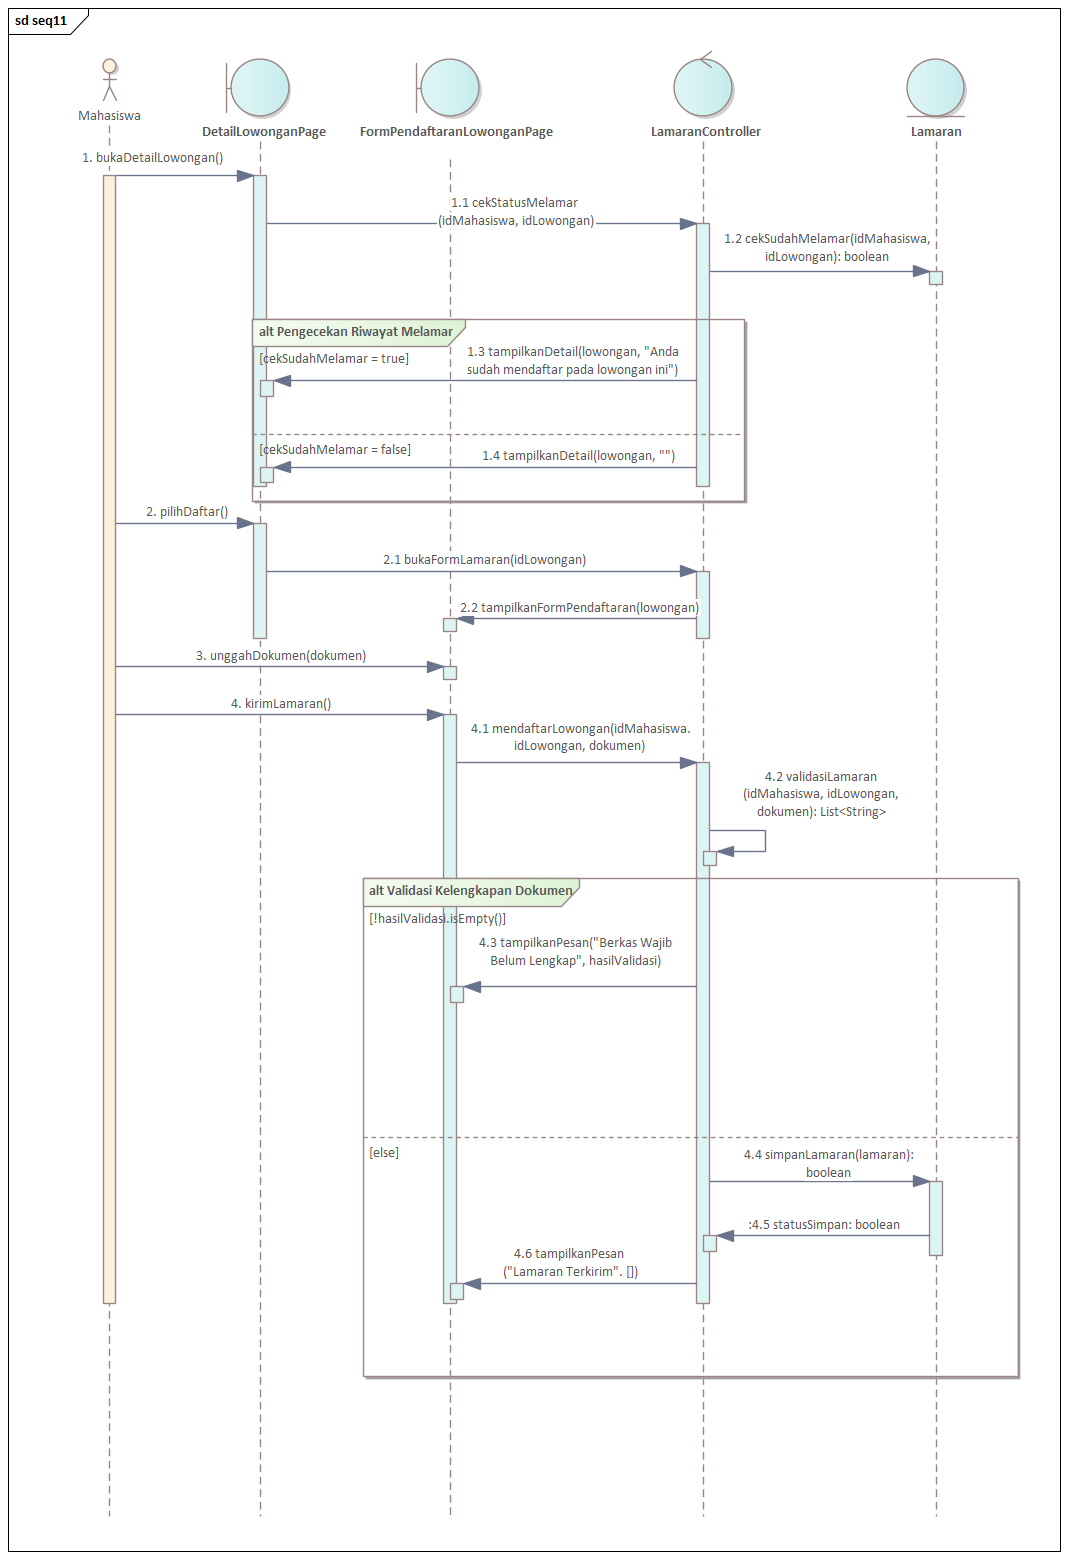 sd seq11
Mahasiswa
DetailLowonganPage
FormPendaftaranLowonganPage
LamaranController
Lamaran
1. bukaDetailLowongan()
1.1 cekStatusMelamar
(idMahasiswa, idLowongan)
1.2 cekSudahMelamar(idMahasiswa,
idLowongan): boolean
alt Pengecekan Riwayat Melamar
[cekSudahMelamar = true]
1.3 tampilkanDetail(lowongan, "Anda
sudah mendaftar pada lowongan ini")
[cekSudahMelamar = false]
1.4 tampilkanDetail(lowongan, "")
2. pilihDaftar()
2.1 bukaFormLamaran(idLowongan)
2.2 tampilkanFormPendaftaran(lowongan)
3. unggahDokumen(dokumen)
4. kirimLamaran()
4.1 mendaftarLowongan(idMahasiswa.
idLowongan, dokumen)
4.2 validasiLamaran
(idMahasiswa, idLowongan,
dokumen): List<String>
alt Validasi Kelengkapan Dokumen
[!hasilValidasi.isEmpty()]
4.3 tampilkanPesan("Berkas Wajib
Belum Lengkap", hasilValidasi)
[else]
4.4 simpanLamaran(lamaran):
boolean
:4.5 statusSimpan: boolean
4.6 tampilkanPesan
("Lamaran Terkirim". [])